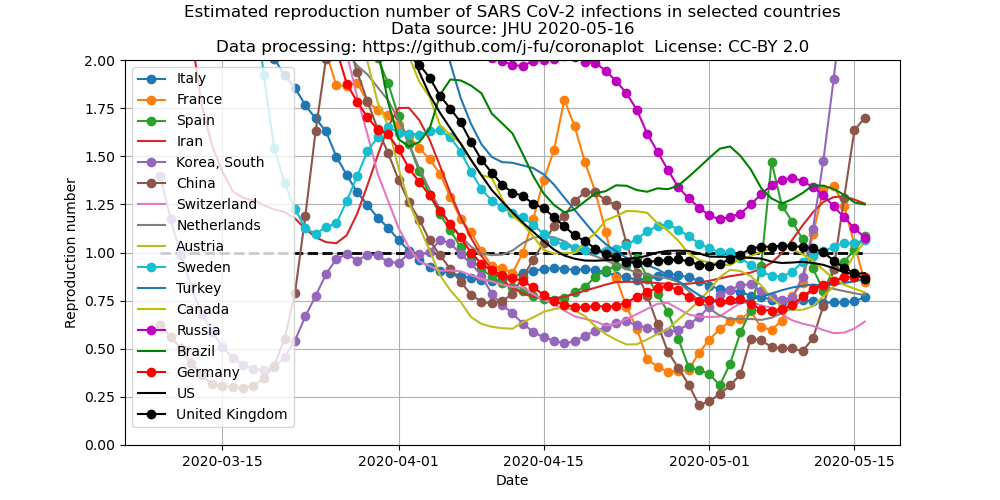 Estimated reproduction number of SARS CoV-2 infections in selected countries
Data source: JHU 2020-05-16
Data processing: https://github.com/j-fu/coronaplot  License: CC-BY 2.0
Reproduction number
2.00
1.75
1.50
1.25
1.00
0.75
0.50
0.25
0.00
Italy
France
Spain
Iran
Korea, South
China
Switzerland
Netherlands
Austria
Sweden
Turkey
Canada
Russia
Brazil
Germany
US
United Kingdom
2020-03-15
2020-04-01
2020-04-15
2020-05-01
2020-05-15
Date